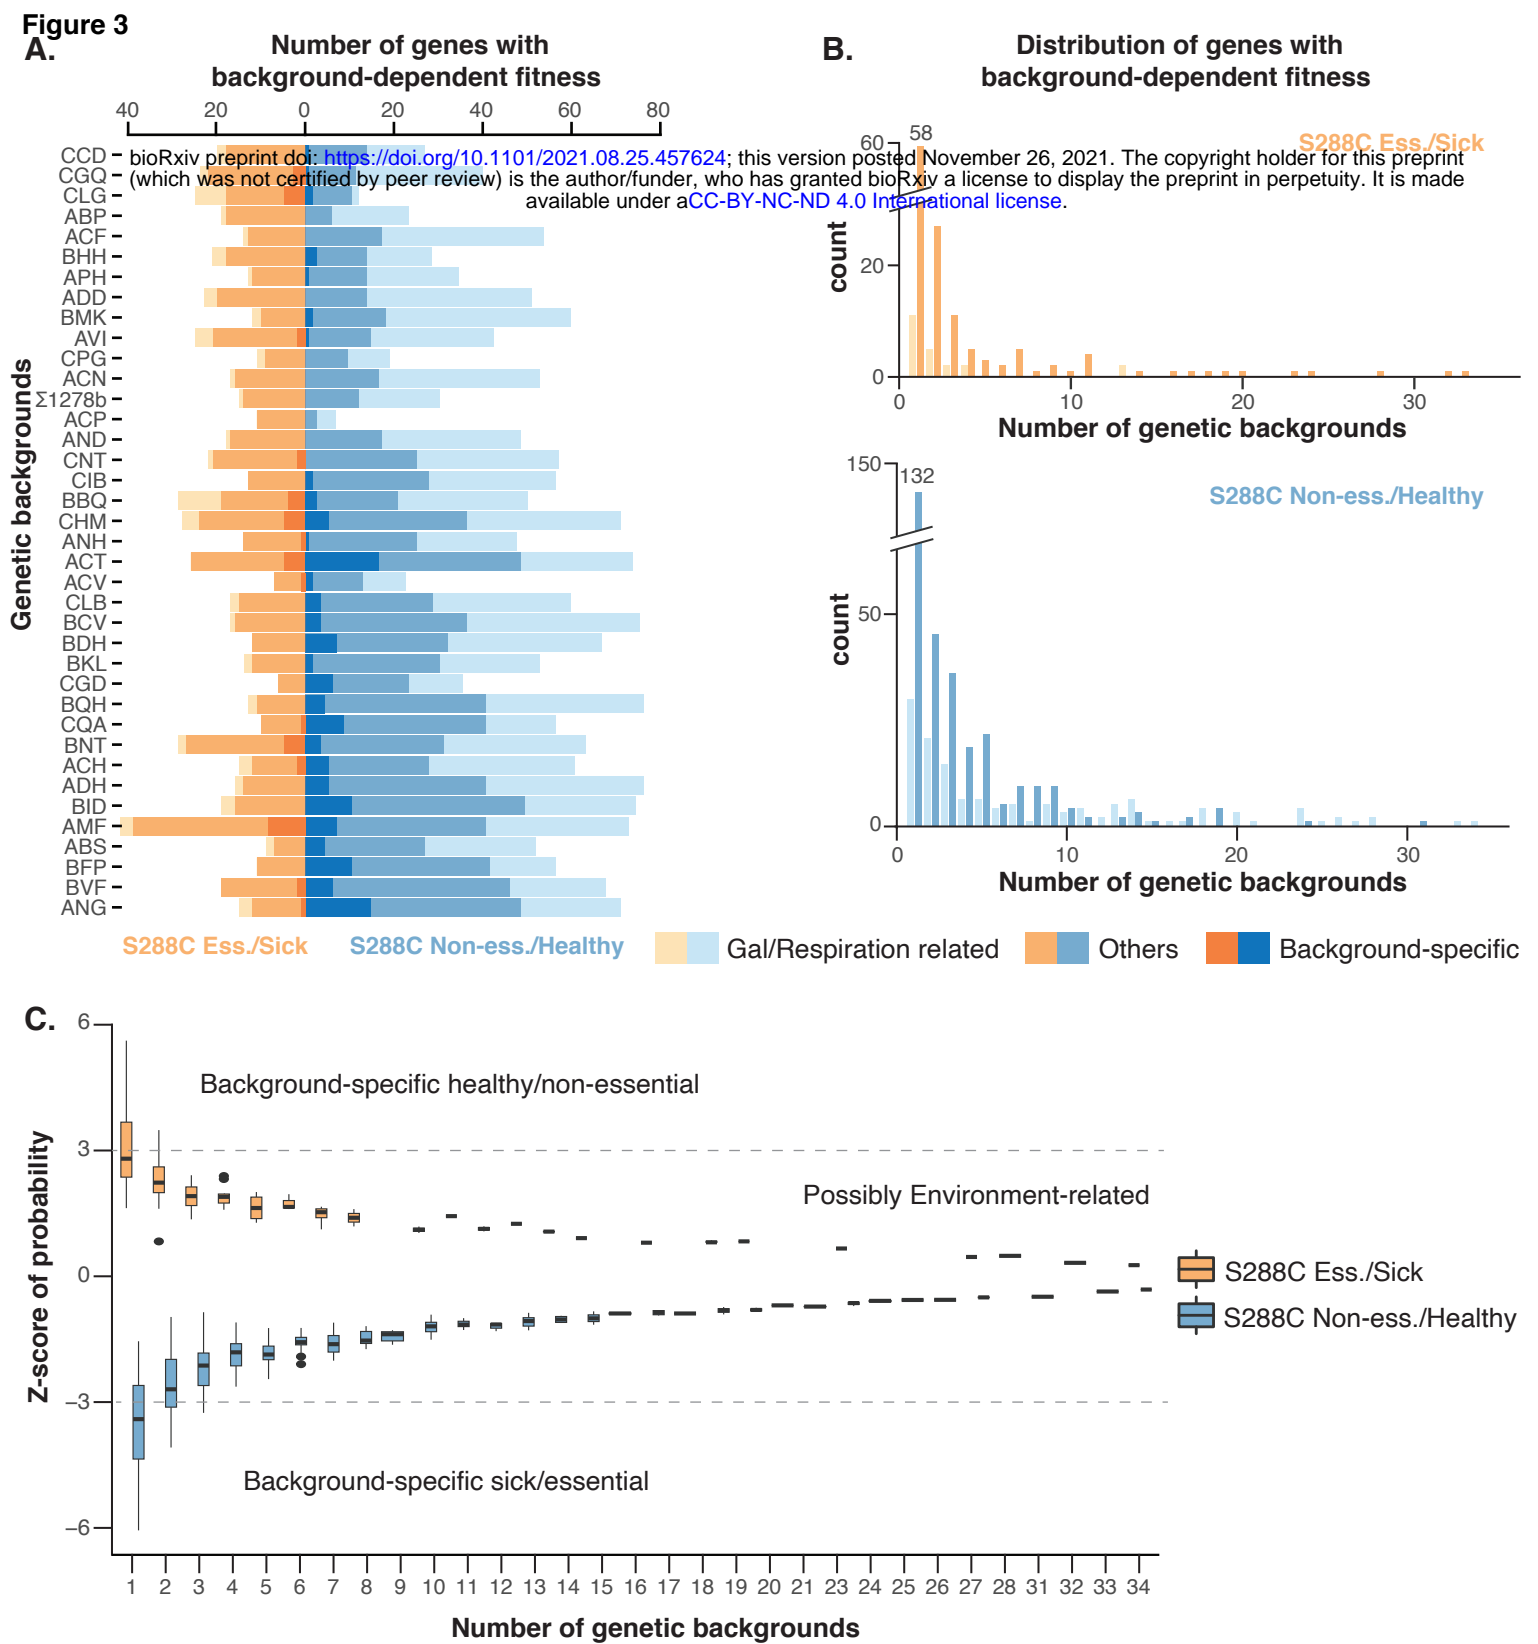 Figure 3
A.
Number of genes with
background-dependent fitness
40 20 0 20 40 60 80
Genetic backgrounds
CCD
CGQ
CLG
ABP
ACF
BHH
APH
ADD
BMK
AVI
CPG
ACN
Σ1278b
ACP
AND
CNT
CIB
BBQ
CHM
ANH
ACT
ACV
CLB
BCV
BDH
BKL
CGD
BQH
CQA
BNT
ACH
ADH
BID
AMF
ABS
BFP
BVF
ANG
S288C Ess./Sick S288C Non-ess./Healthy
bioRxiv preprint doi: https://doi.org/10.1101/2021.08.25.457624; this version posted November 26, 2021. The copyright holder for this preprint
(which was not certified by peer review) is the author/funder, who has granted bioRxiv a license to display the preprint in perpetuity. It is made
available under aCC-BY-NC-ND 4.0 International license.
B.
Distribution of genes with
background-dependent fitness
S288C Ess./Sick
58
60
20
0
count
0 10 20 30
Number of genetic backgrounds
S288C Non-ess./Healthy
132
150
50
0
count
0 10 20 30
Number of genetic backgrounds
Gal/Respiration related Others Background-specific
C.
6
3
0
−3
−6
Z-score of probability
Background-specific healthy/non-essential
Possibly Environment-related
Background-specific sick/essential
S288C Ess./Sick
S288C Non-ess./Healthy
1 2 3 4 5 6 7 8 9 10 11 12 13 14 15 16 17 18 19 20 21 23 24 25 26 27 28 31 32 33 34
Number of genetic backgrounds